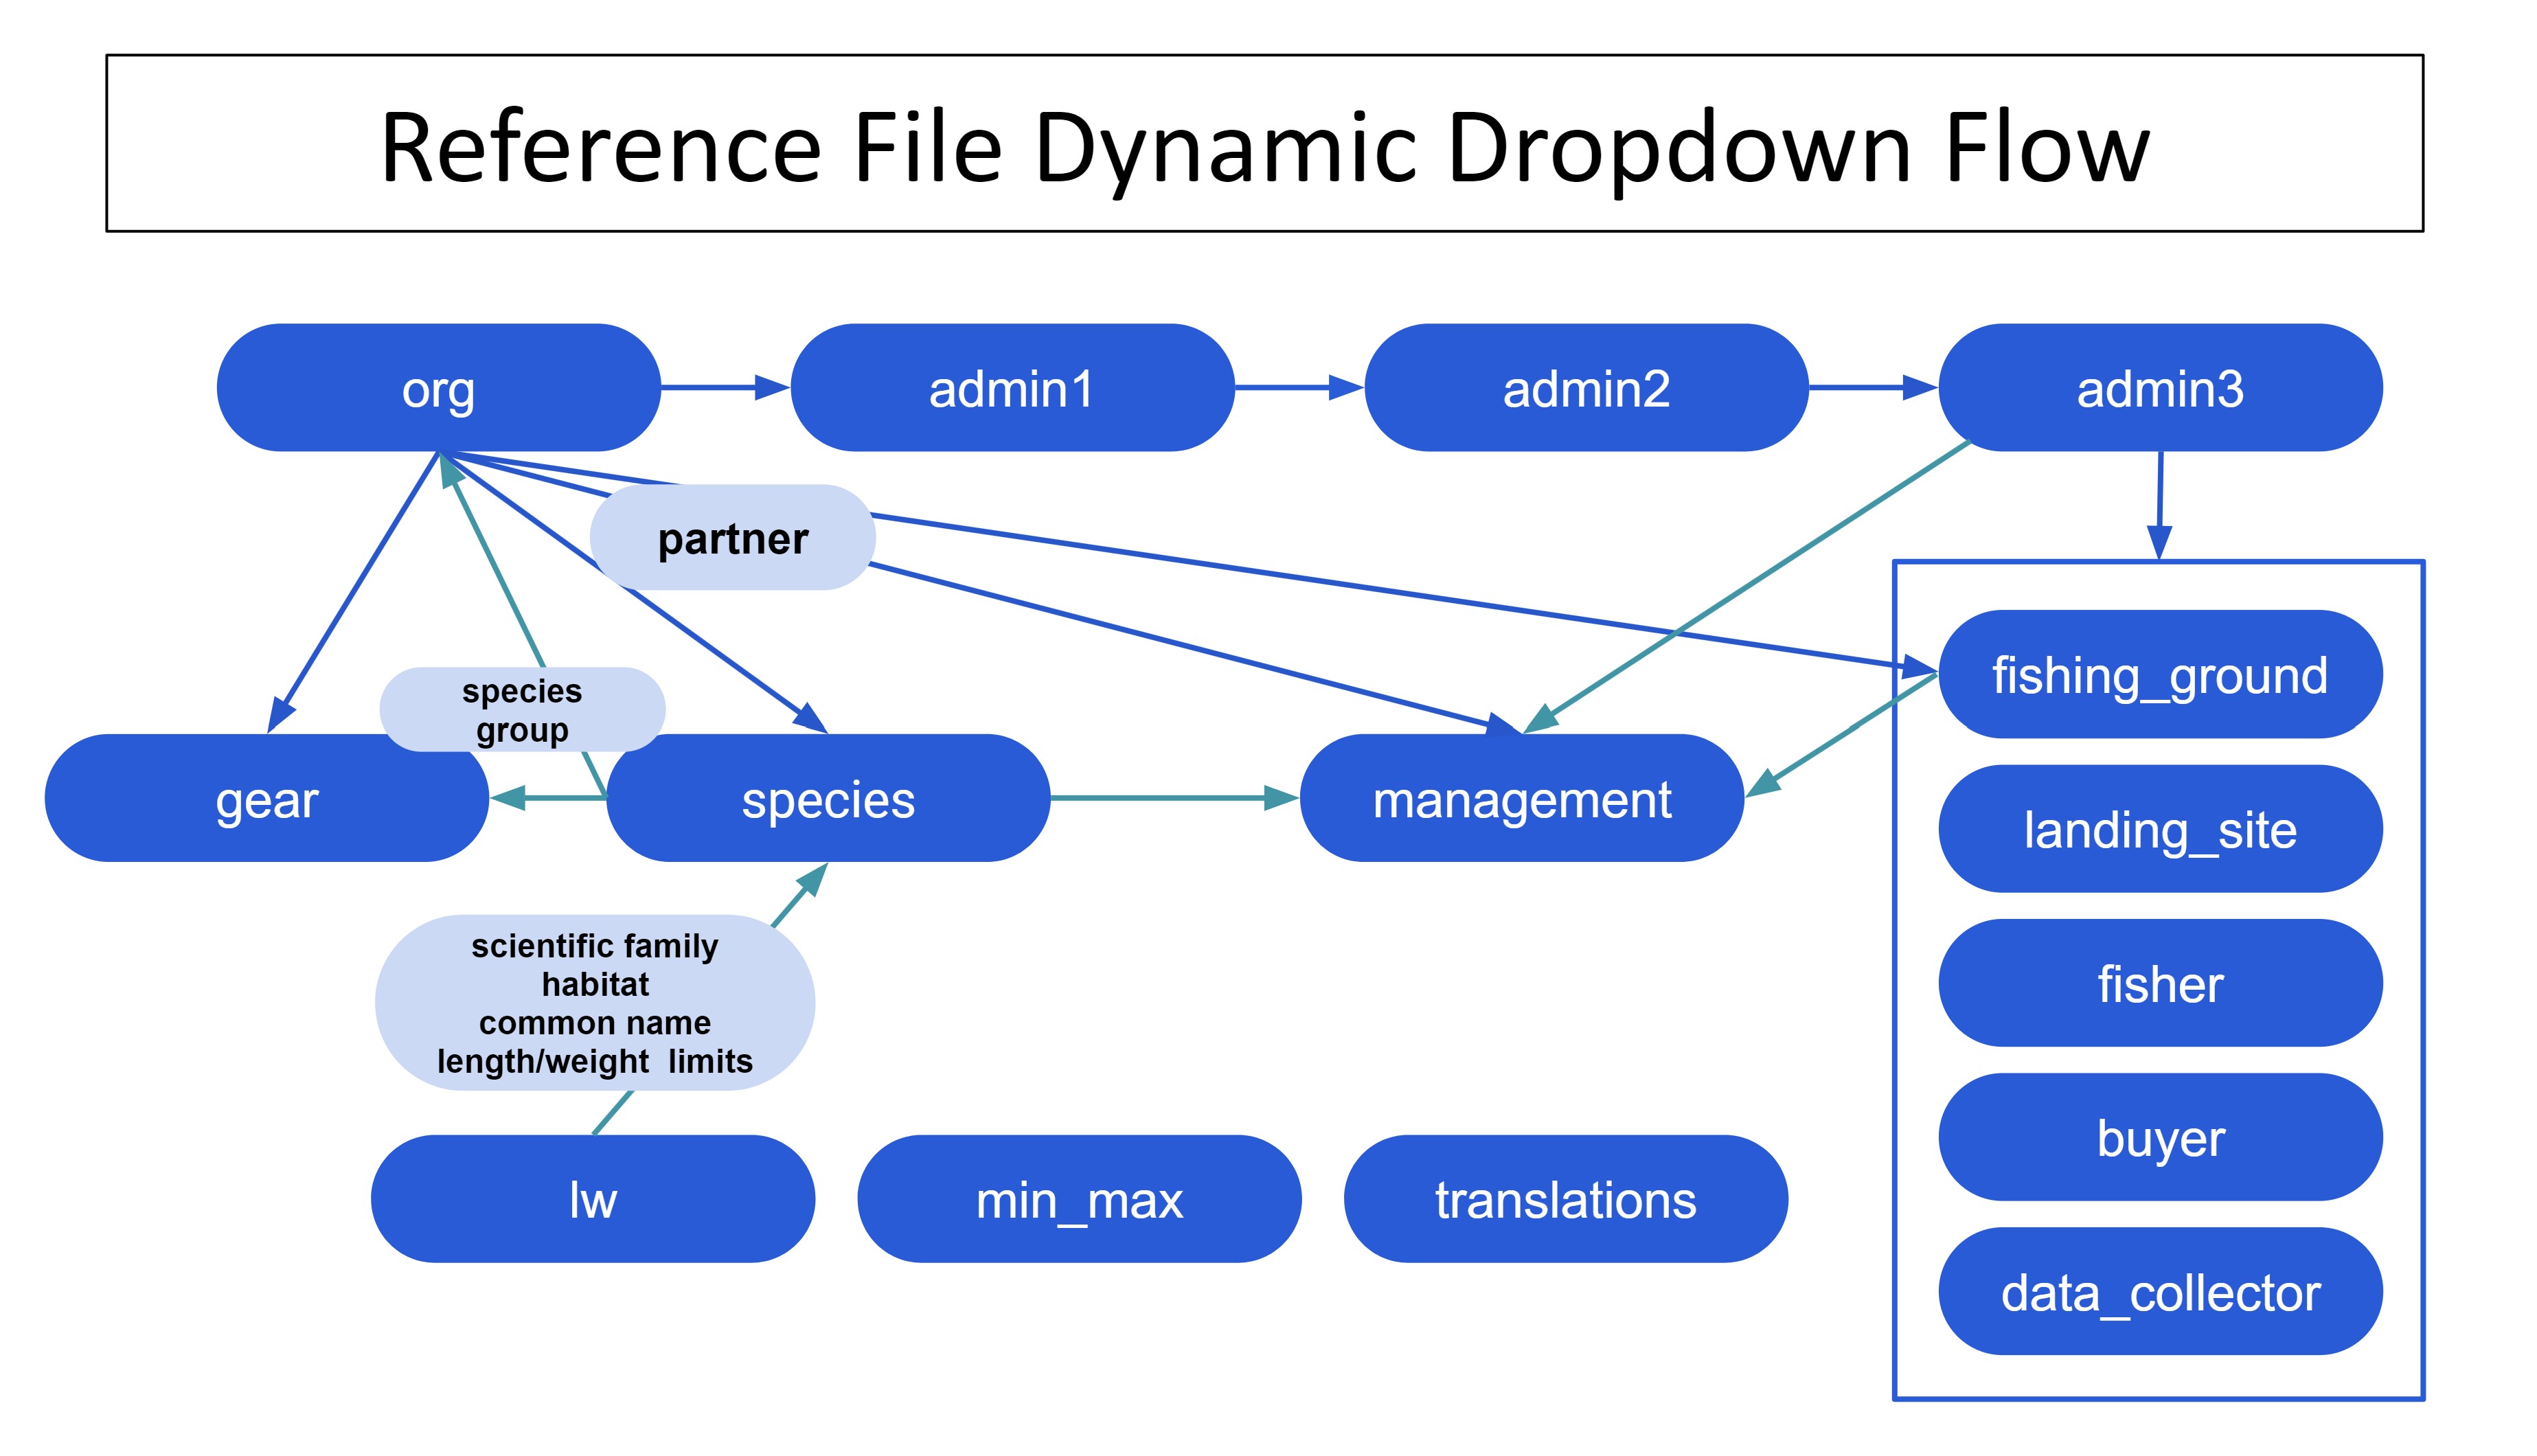 Reference File Dynamic Dropdown Flow
org
admin1
admin2
admin3
partner
species
group
gear
species
management
fishing_ground
landing_site
fisher
buyer
data_collector
scientific family
habitat
common name
length/weight  limits
lw
min_max
translations